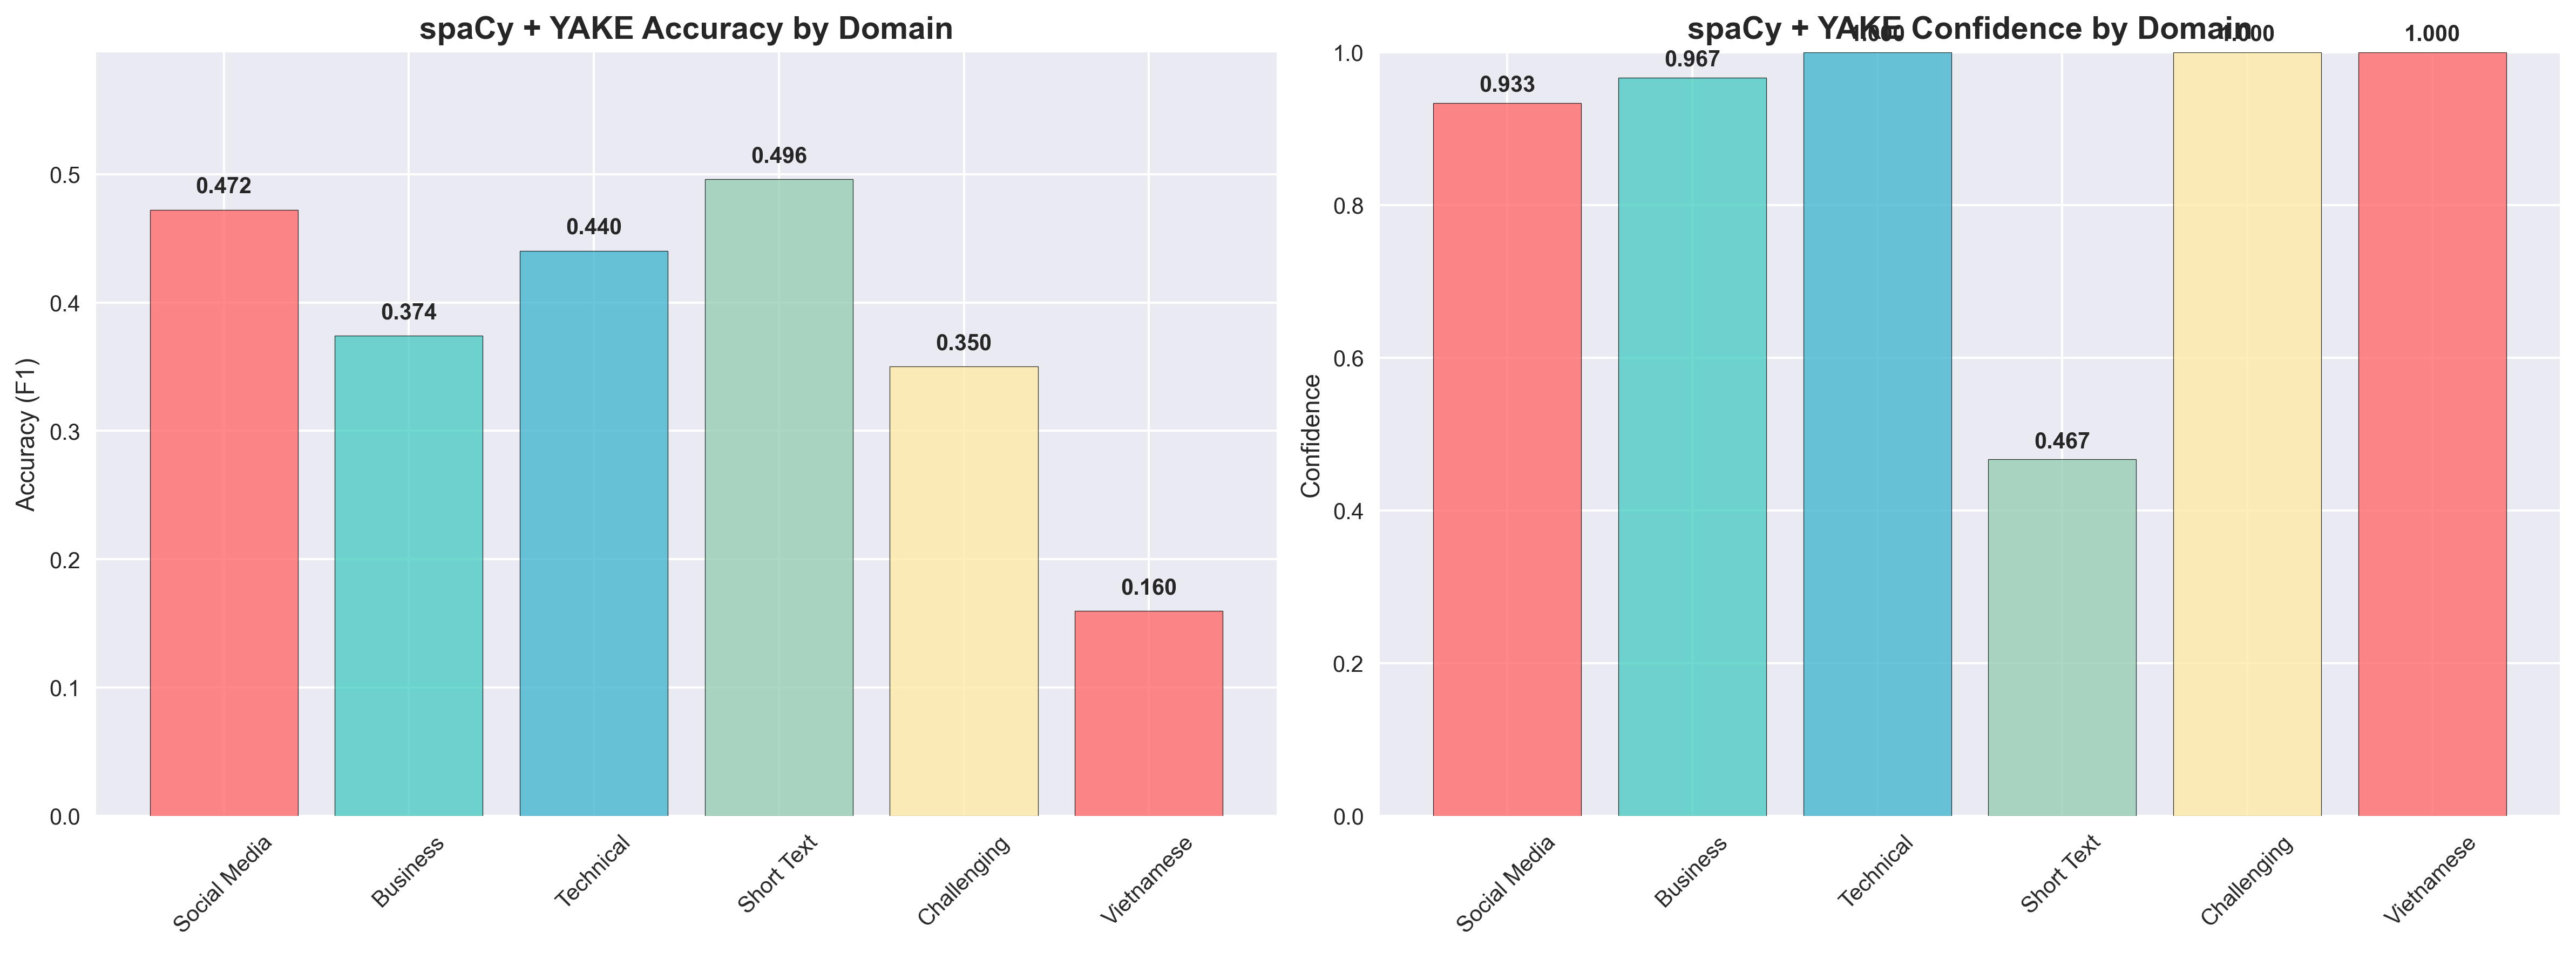 spaCy + YAKE Accuracy by Domain
Accuracy (F1)
0.5
0.4
0.3
0.2
0.1
0.0
0.472
0.374
0.440
0.496
0.350
0.160
Social Media
Business
Technical
Short Text
Challenging
Vietnamese
spaCy + YAKE Confidence by Domain
Confidence
1.0
0.8
0.6
0.4
0.2
0.0
0.933
0.967
1.000
0.467
1.000
1.000
Social Media
Business
Technical
Short Text
Challenging
Vietnamese